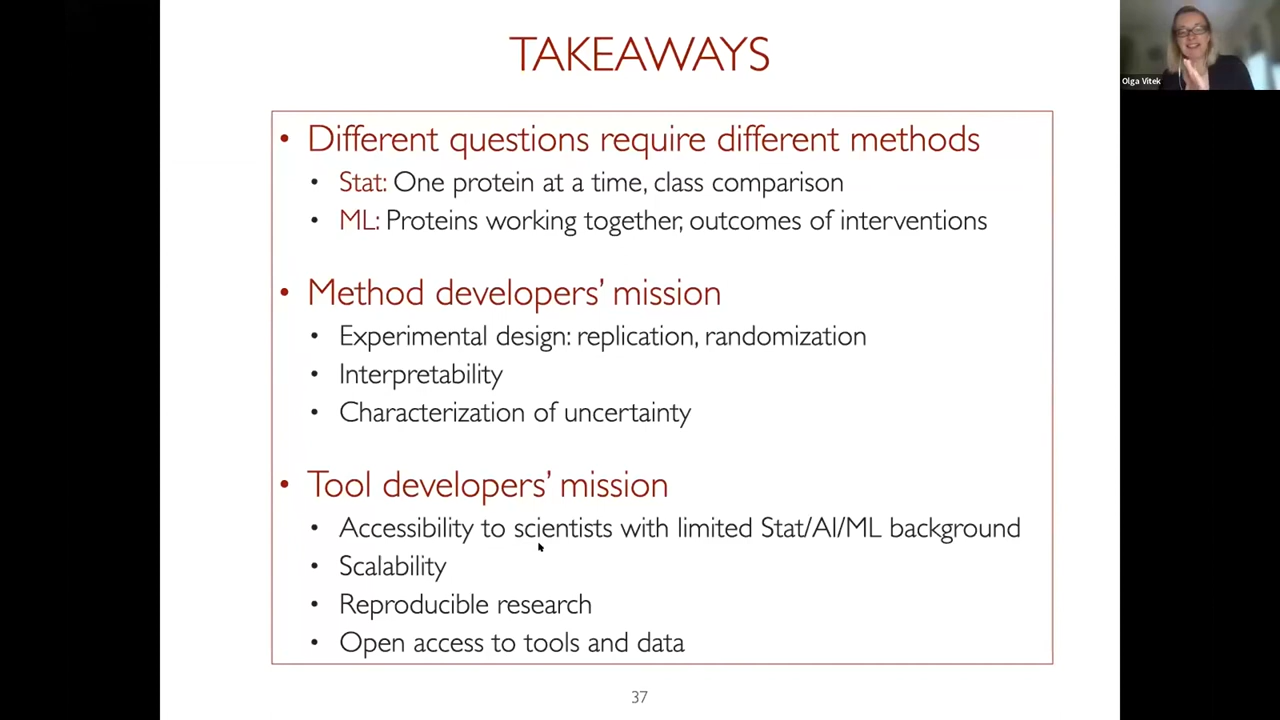 TAKEAWAYS
Olga Vitek
• Different questions require different methods
• Stat: One protein at a time, class comparison
• ML: Proteins working together, outcomes of interventions
• Method developers’ mission
• Experimental design: replication, randomization
• Interpretability
• Characterization of uncertainty
• Tool developers’ mission
• Accessibility to scientists with limited Stat/AI/ML background
• Scalability
• Reproducible research
• Open access to tools and data
37